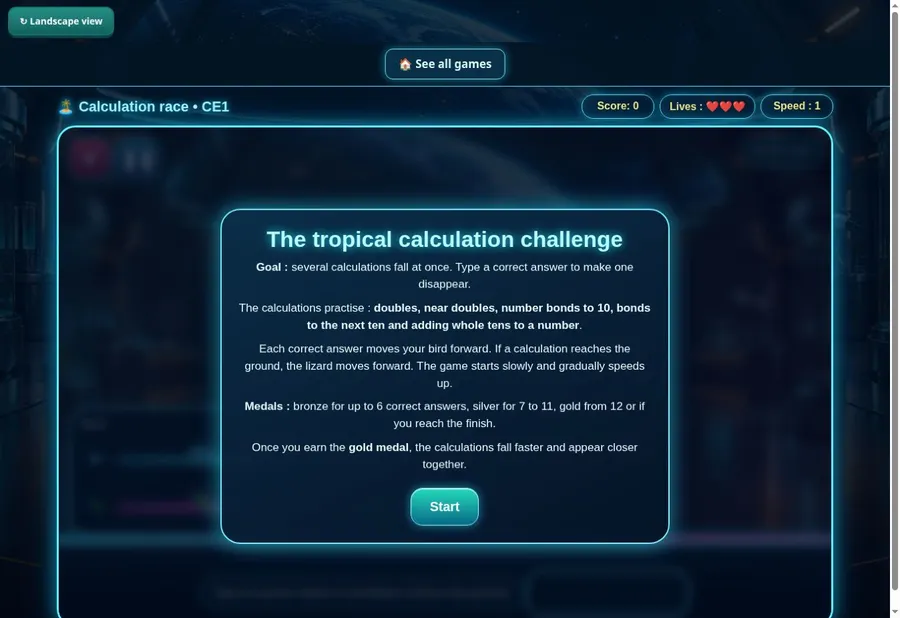 ↻ Landscape view
🏠 See all games
🏝️ Calculation race • CE1
Score: 0
Lives : ❤️❤️❤️
Speed : 1
The tropical calculation challenge
Goal : several calculations fall at once. Type a correct answer to make one
disappear.
The calculations practise : doubles, near doubles, number bonds to 10, bonds
to the next ten and adding whole tens to a number.
Each correct answer moves your bird forward. If a calculation reaches the
ground, the lizard moves forward. The game starts slowly and gradually speeds
up.
Medals : bronze for up to 6 correct answers, silver for 7 to 11, gold from 12 or if
you reach the finish.
Once you earn the gold medal, the calculations fall faster and appear closer
together.
Start